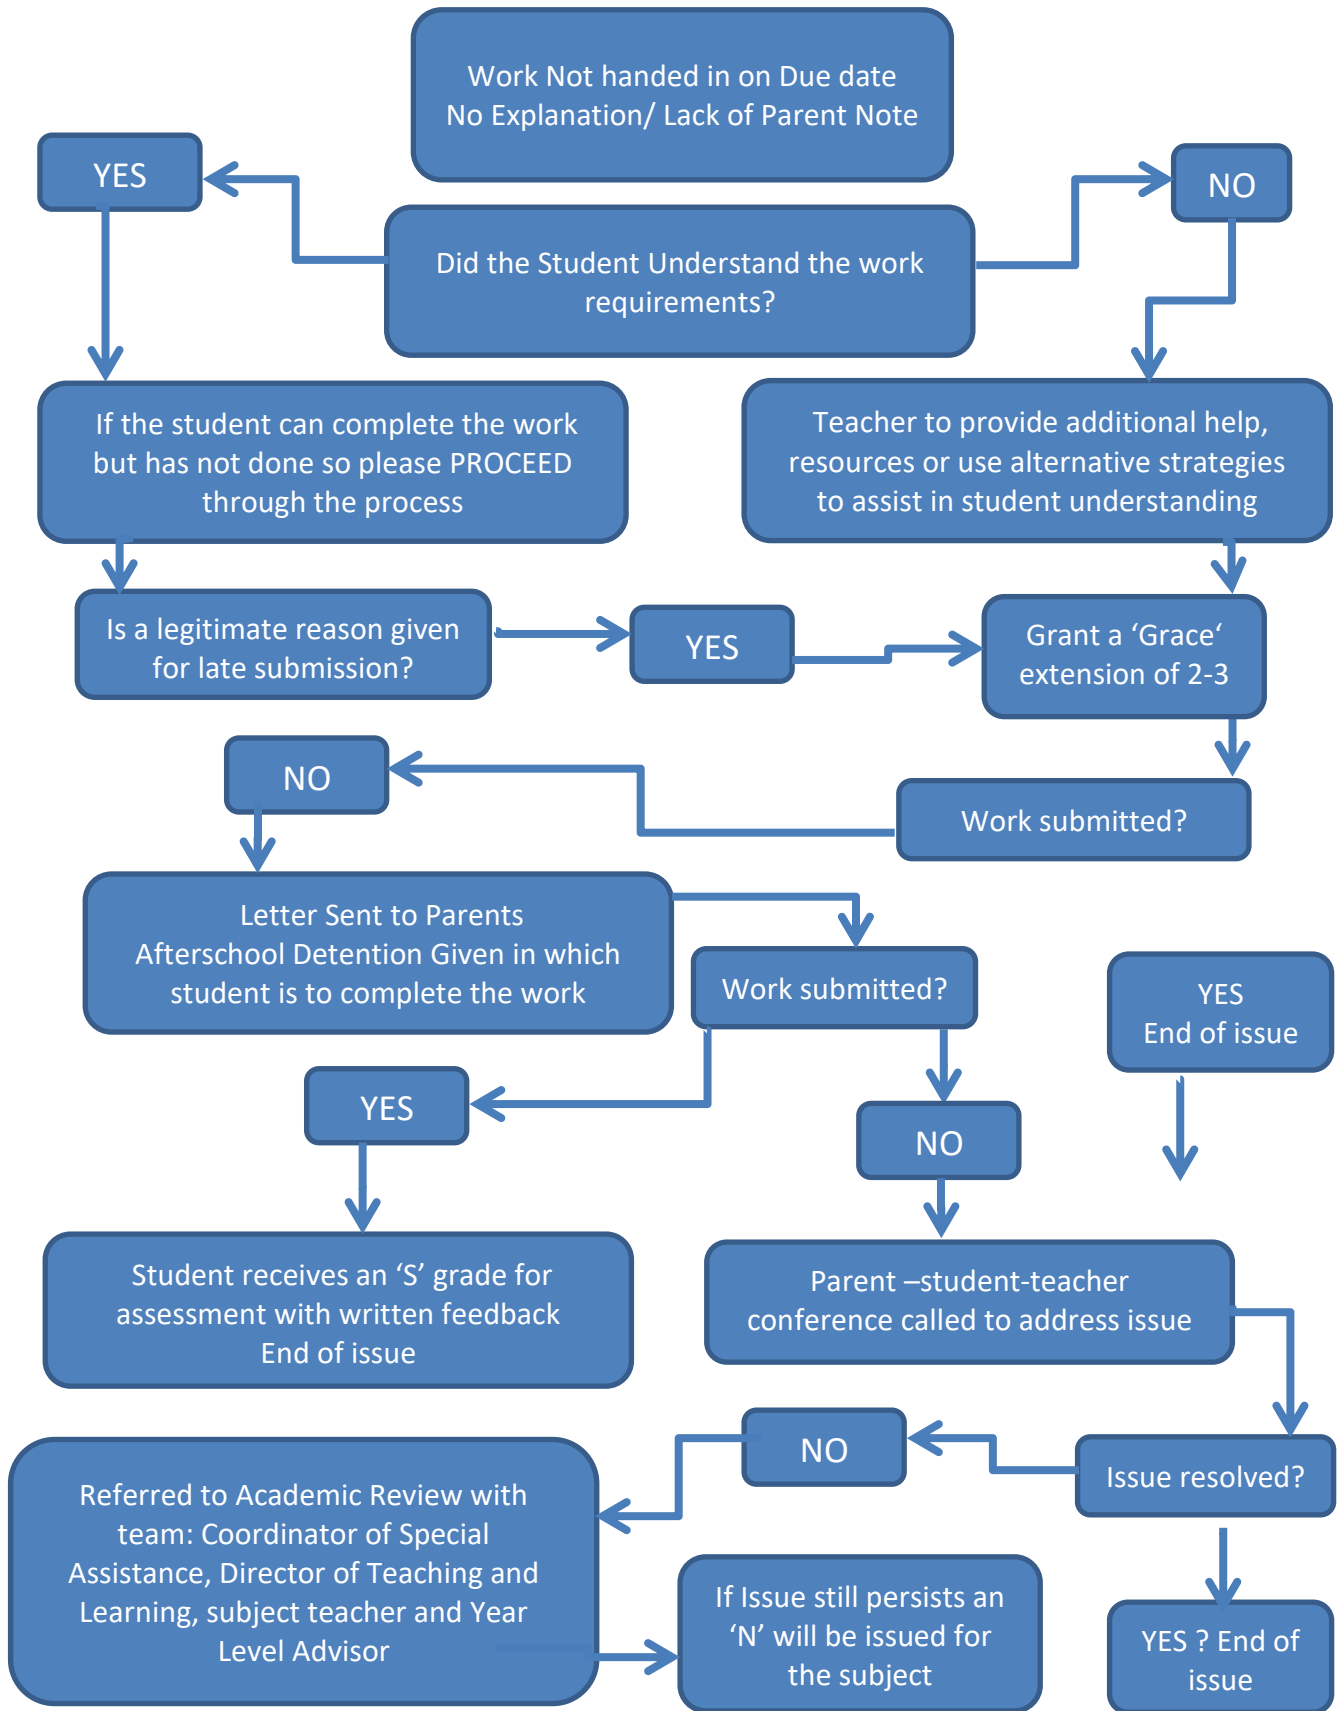 Work Not handed in on Due date
No Explanation/ Lack of Parent Note
YES
NO
Did the Student Understand the work
requirements?
If the student can complete the work
but has not done so please PROCEED
through the process
Teacher to provide additional help,
resources or use alternative strategies
to assist in student understanding
Is a legitimate reason given
for late submission?
YES
Grant a ‘Grace‘
extension of 2-3
NO
Work submitted?
Letter Sent to Parents
Afterschool Detention Given in which
student is to complete the work
Work submitted?
YES
End of issue
YES
NO
Student receives an ‘S’ grade for
assessment with written feedback
End of issue
Parent –student-teacher
conference called to address issue
NO
Issue resolved?
Referred to Academic Review with
team: Coordinator of Special
Assistance, Director of Teaching and
Learning, subject teacher and Year
Level Advisor
If Issue still persists an
‘N’ will be issued for
the subject
YES ? End of
issue